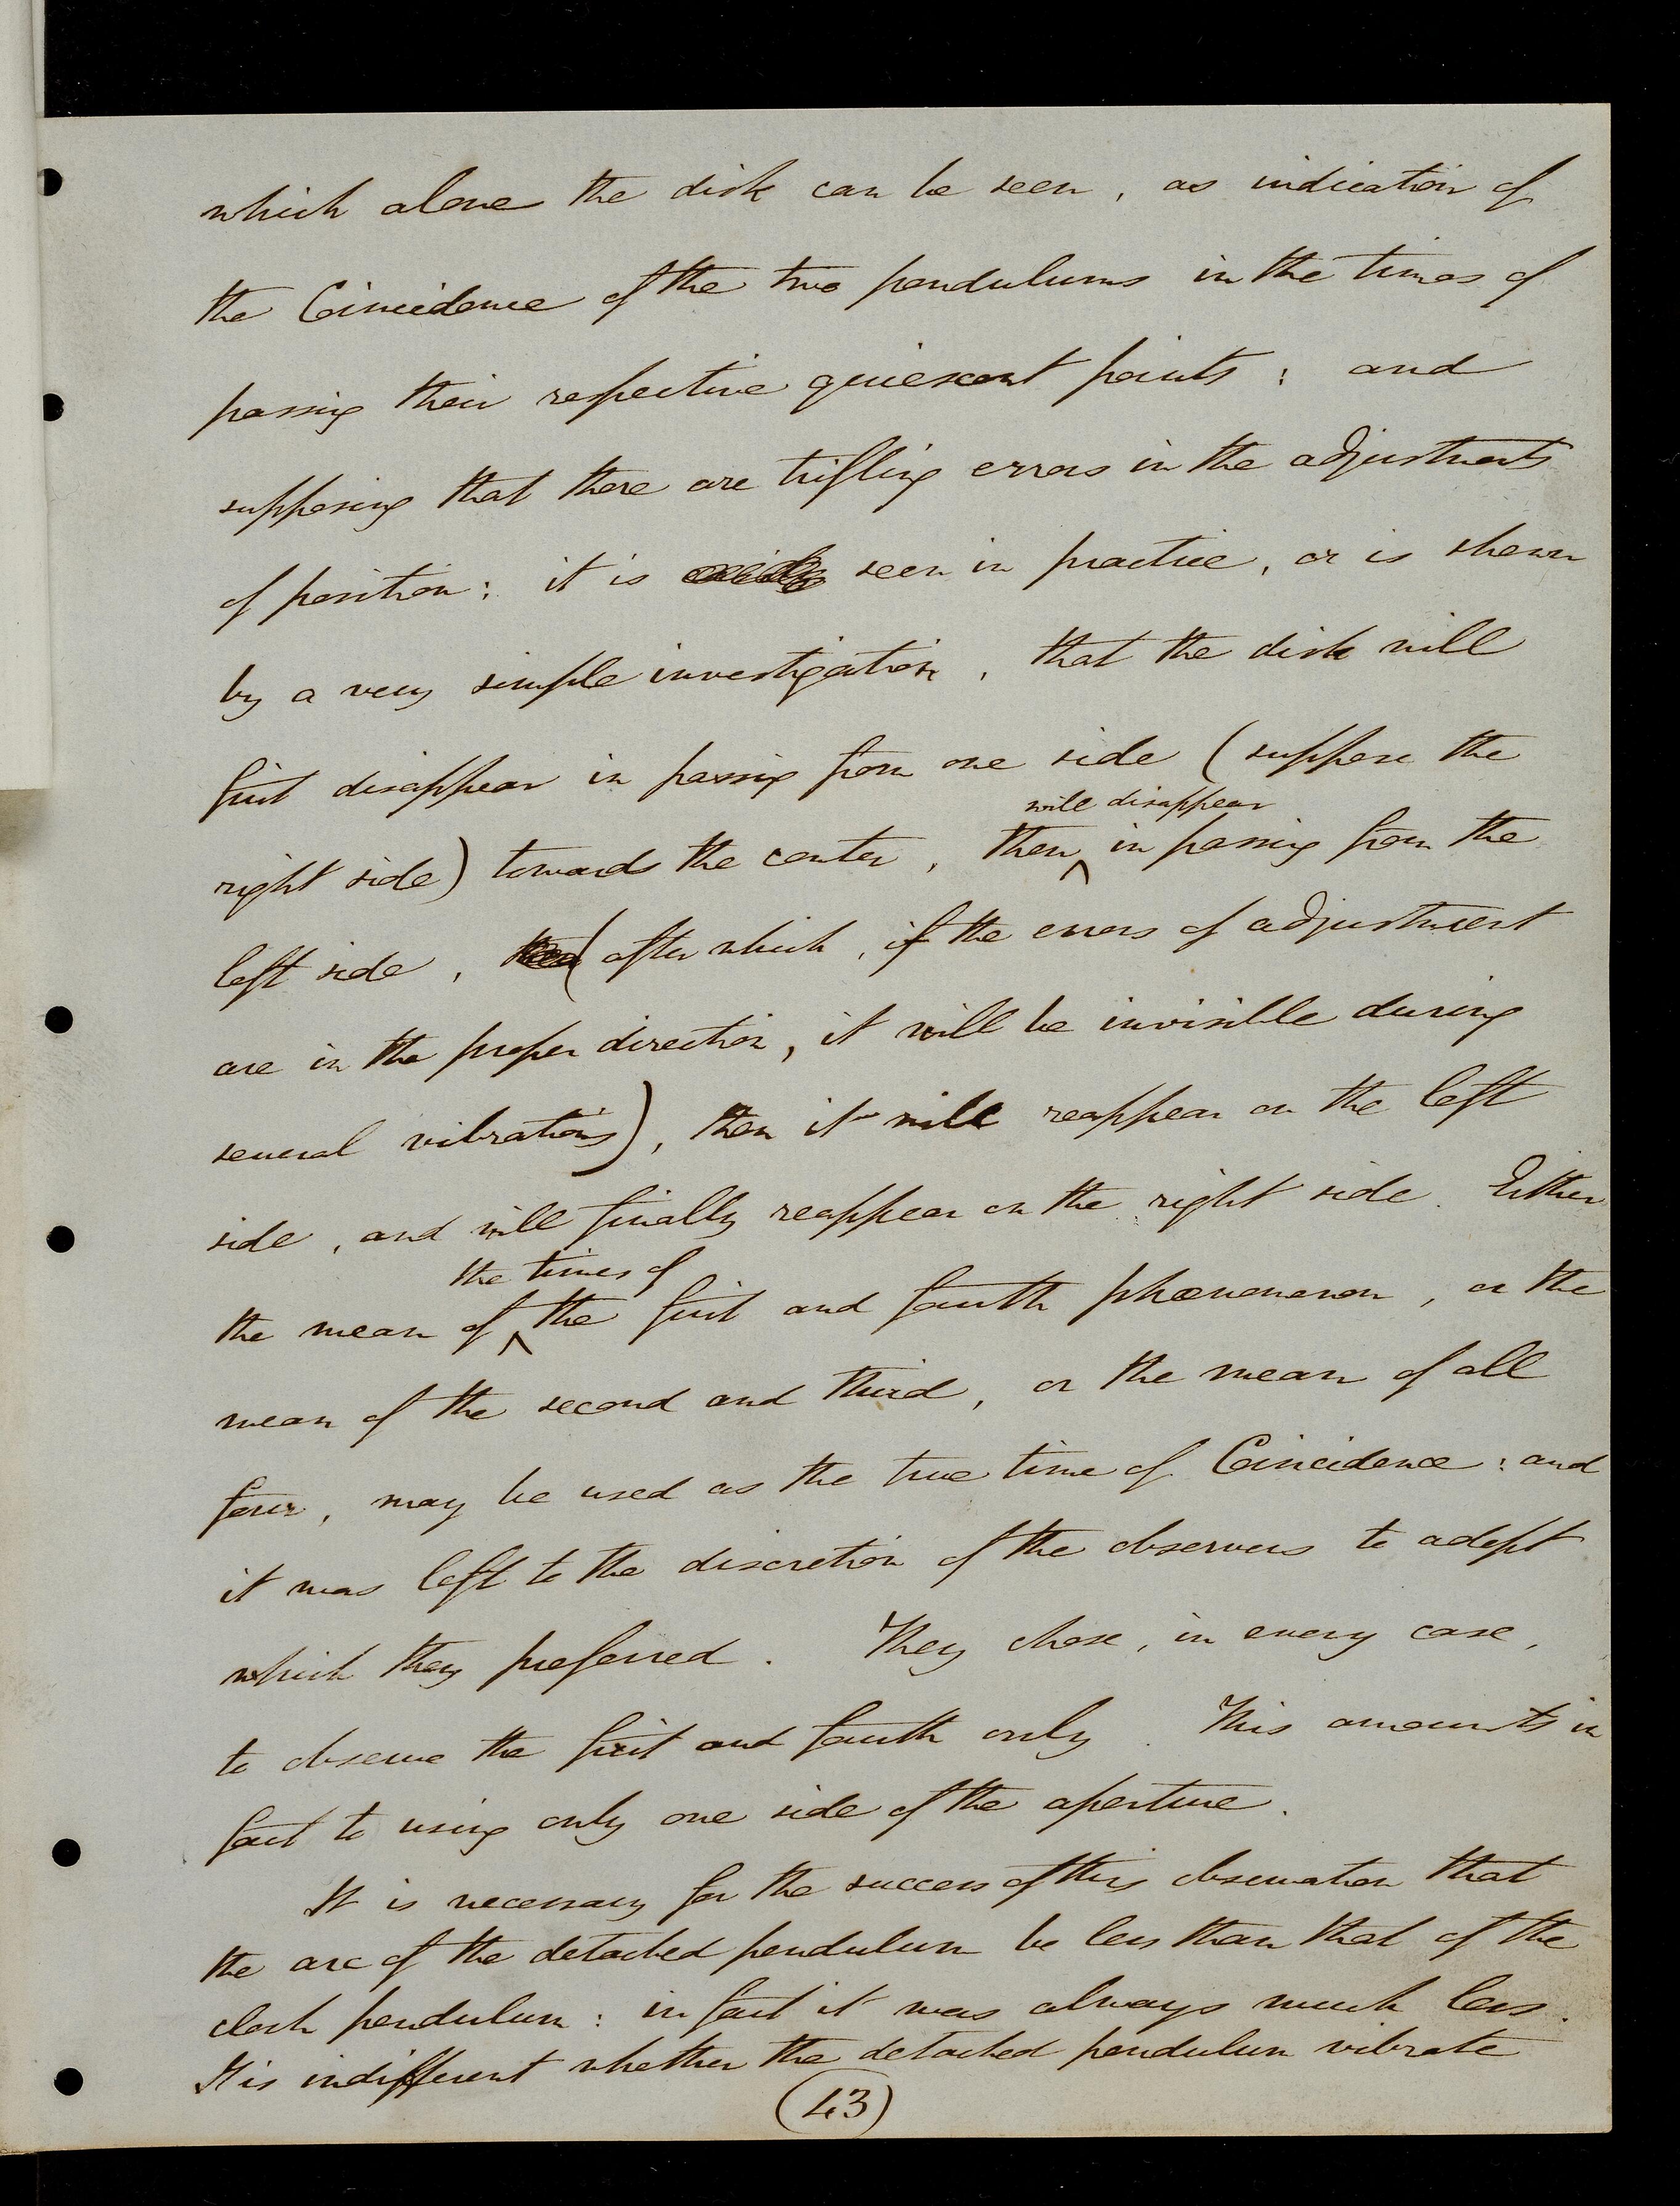 which alone the disk can be seen, as indication of
the Coincidence of the two pendulums in the times of
passing their respective quiescent points: and
supposing that there are trifling errors in the adjustments
of position; it is seen in practice, or is shewn
by a very simple investigation, that the disk will
first disappear in passing from one side (suppose the
will disappear
right side) towards the center, then ^ in passing from the
left side, (after which, if the errors of adjustment
are in the proper direction, it will be invisible during
several vibrations), then it will reappear on the left
side, and will finally reappear on the right side. Either
the times of
the mean of ^ the first and fourth phœnomenon, or the
mean of the second and third, or the mean of all
four, may be used as the true time of Coincidence: and
it was left to the discretion of the observers to adopt
which they preferred. They chose, in every case,
to observe the first and fourth only. This amounts in
fact to using only one side of the aperture.
It is necessary for the success of this observation that
the arc of the detached pendulum be less than that of the
clock pendulum: in fact it was always much less.
It is indifferent whether the detached pendulum vibrate
(43)